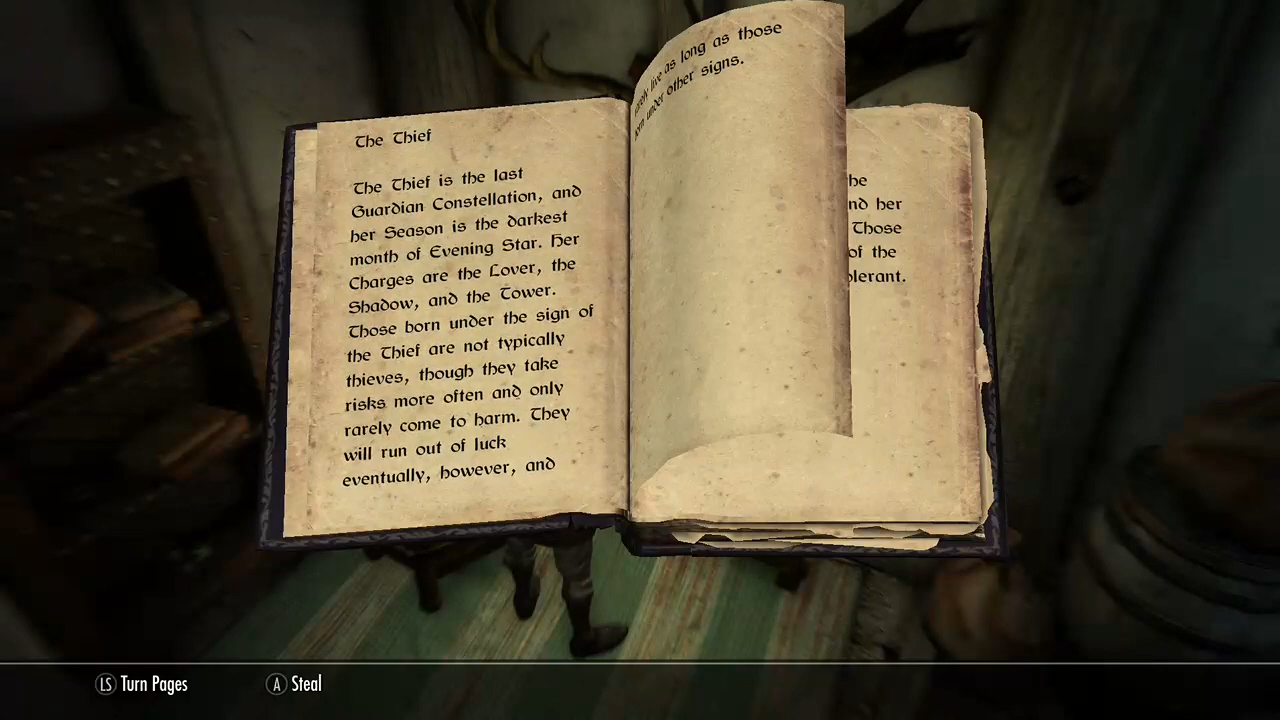 The Thief
The Thief is the last
Guardian Constellation, and
her Season is the darkest
month of Evening Star. Her
Charges are the Lover, the
Shadow, and the Tower.
Those born under the sign of
the Thief are not typically
thieves, though they take
risks more often and only
rarely come to harm. They
will run out of luck
eventually, however, and
rarely live as long as those
born under other signs.
he
nd her
Those
of the
olerant.
LS Turn Pages
A Steal